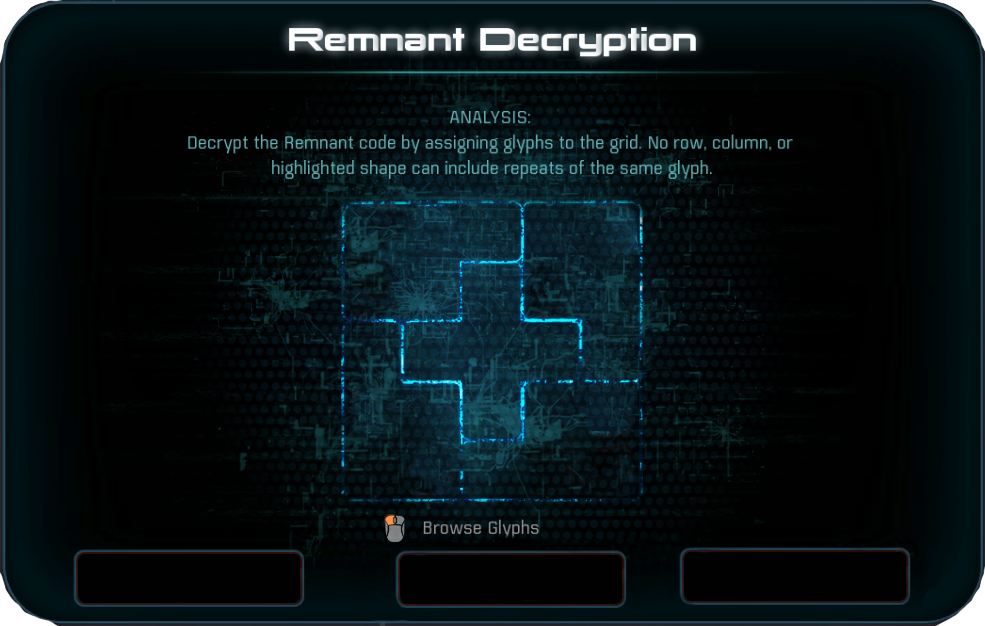 Remnant Decryption
ANALYSIS:
Decrypt the Remnant code by assigning glyphs to the grid. No row, column, or
highlighted shape can include repeats of the same glyph.
Browse Glyphs